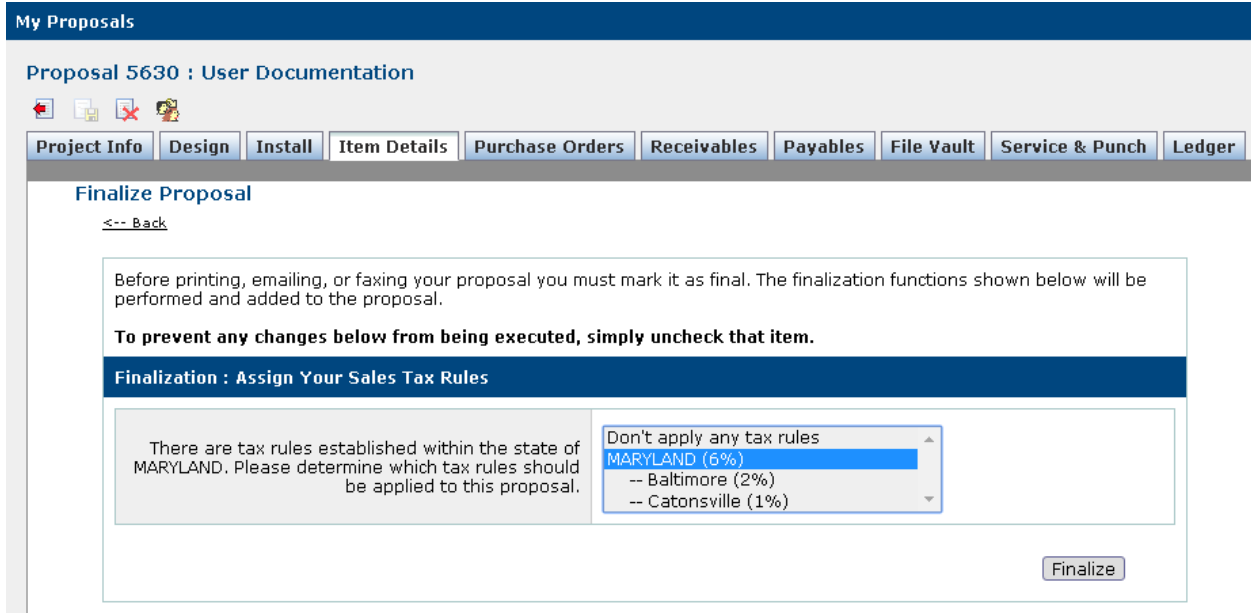 My Proposals
Proposal 5630 : User Documentation
Project Info Design Install Item Details Purchase Orders Receivables Payables File Vault Service & Punch Ledger
Finalize Proposal
<-- Back
Before printing, emailing, or faxing your proposal you must mark it as final. The finalization functions shown below will be
performed and added to the proposal.
To prevent any changes below from being executed, simply uncheck that item.
Finalization : Assign Your Sales Tax Rules
There are tax rules established within the state of
MARYLAND. Please determine which tax rules should
be applied to this proposal.
Don't apply any tax rules
MARYLAND (6%)
-- Baltimore (2%)
-- Catonsville (1%)
Finalize